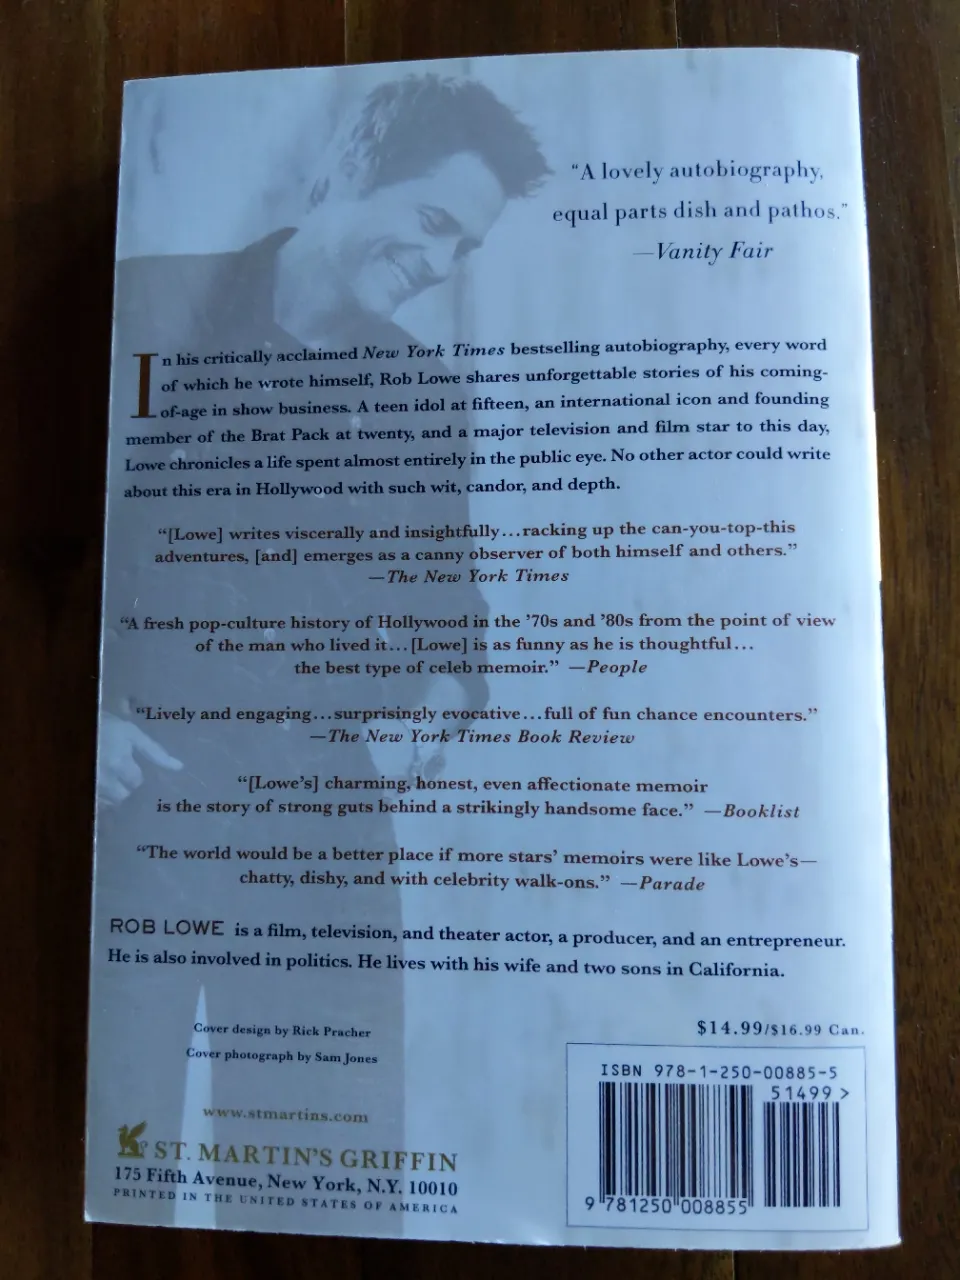 “A lovely autobiography,
equal parts dish and pathos.”
—Vanity Fair
In his critically acclaimed New York Times bestselling autobiography, every word
of which he wrote himself, Rob Lowe shares unforgettable stories of his coming-
of-age in show business. A teen idol at fifteen, an international icon and founding
member of the Brat Pack at twenty, and a major television and film star to this day,
Lowe chronicles a life spent almost entirely in the public eye. No other actor could write
about this era in Hollywood with such wit, candor, and depth.
“[Lowe] writes viscerally and insightfully...racking up the can-you-top-this
adventures, [and] emerges as a canny observer of both himself and others.”
—The New York Times
“A fresh pop-culture history of Hollywood in the ’70s and ’80s from the point of view
of the man who lived it...[Lowe] is as funny as he is thoughtful...
the best type of celeb memoir.” —People
“Lively and engaging...surprisingly evocative...full of fun chance encounters.”
—The New York Times Book Review
“[Lowe’s] charming, honest, even affectionate memoir
is the story of strong guts behind a strikingly handsome face.” —Booklist
“The world would be a better place if more stars’ memoirs were like Lowe’s—
chatty, dishy, and with celebrity walk-ons.” —Parade
ROB LOWE is a film, television, and theater actor, a producer, and an entrepreneur.
He is also involved in politics. He lives with his wife and two sons in California.
Cover design by Rick Pracher
Cover photograph by Sam Jones
www.stmartins.com
ST. MARTIN’S GRIFFIN
175 Fifth Avenue, New York, N.Y. 10010
PRINTED IN THE UNITED STATES OF AMERICA
$14.99/$16.99 Can.
ISBN 978-1-250-00885-5
51499>
9 781250 008855